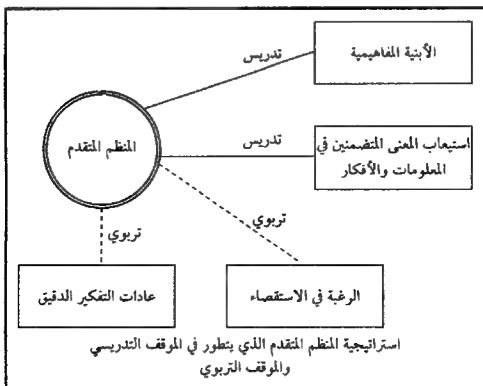 الأبنية المفاهيمية
تدريس
المنظم المتقدم
تدريس
استيعاب المعنى المتضمنين في
المعلومات والأفكار
تربوي
تربوي
الرغبة في الاستقصاء
عادات التفكير الدقيق
استراتيجية المنظم المتقدم الذي يتطور في الموقف التدريسي
والموقف التربوي